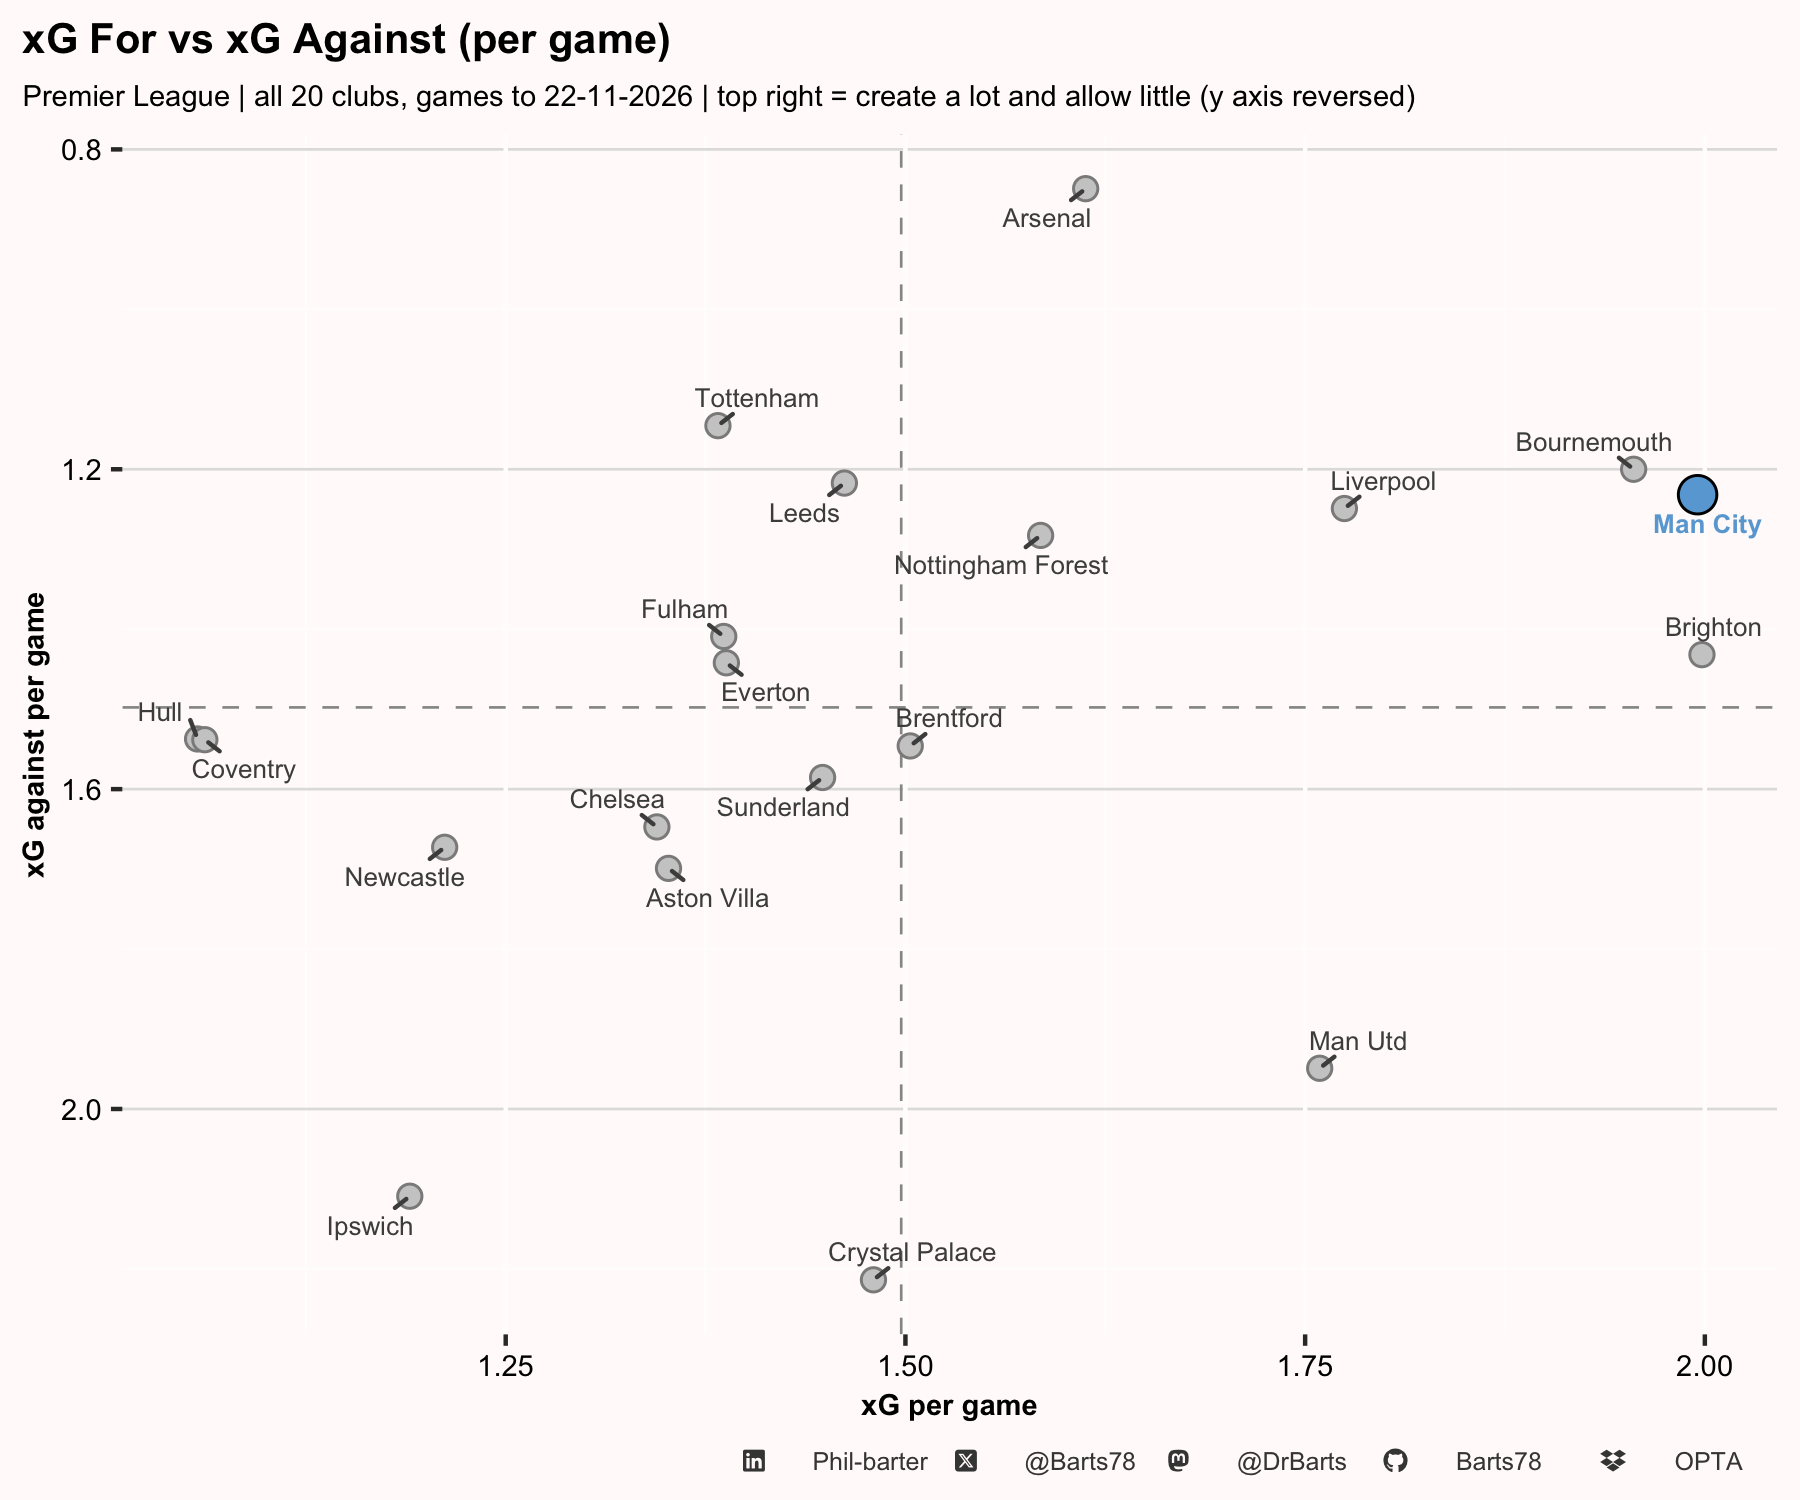 xG For vs xG Against (per game)
Premier League | all 20 clubs, games to 22-11-2026 | top right = create a lot and allow little (y axis reversed)
0.8
Arsenal
Tottenham
Bournemouth
1.2
Liverpool
Leeds
Man City
Nottingham Forest
Fulham
Brighton
Everton
Hull
Brentford
Coventry
1.6
Chelsea
Sunderland
Newcastle
Aston Villa
Man Utd
2.0
Ipswich
Crystal Palace
xG against per game
1.25 1.50 1.75 2.00
xG per game
Phil-barter @Barts78 @DrBarts Barts78 OPTA